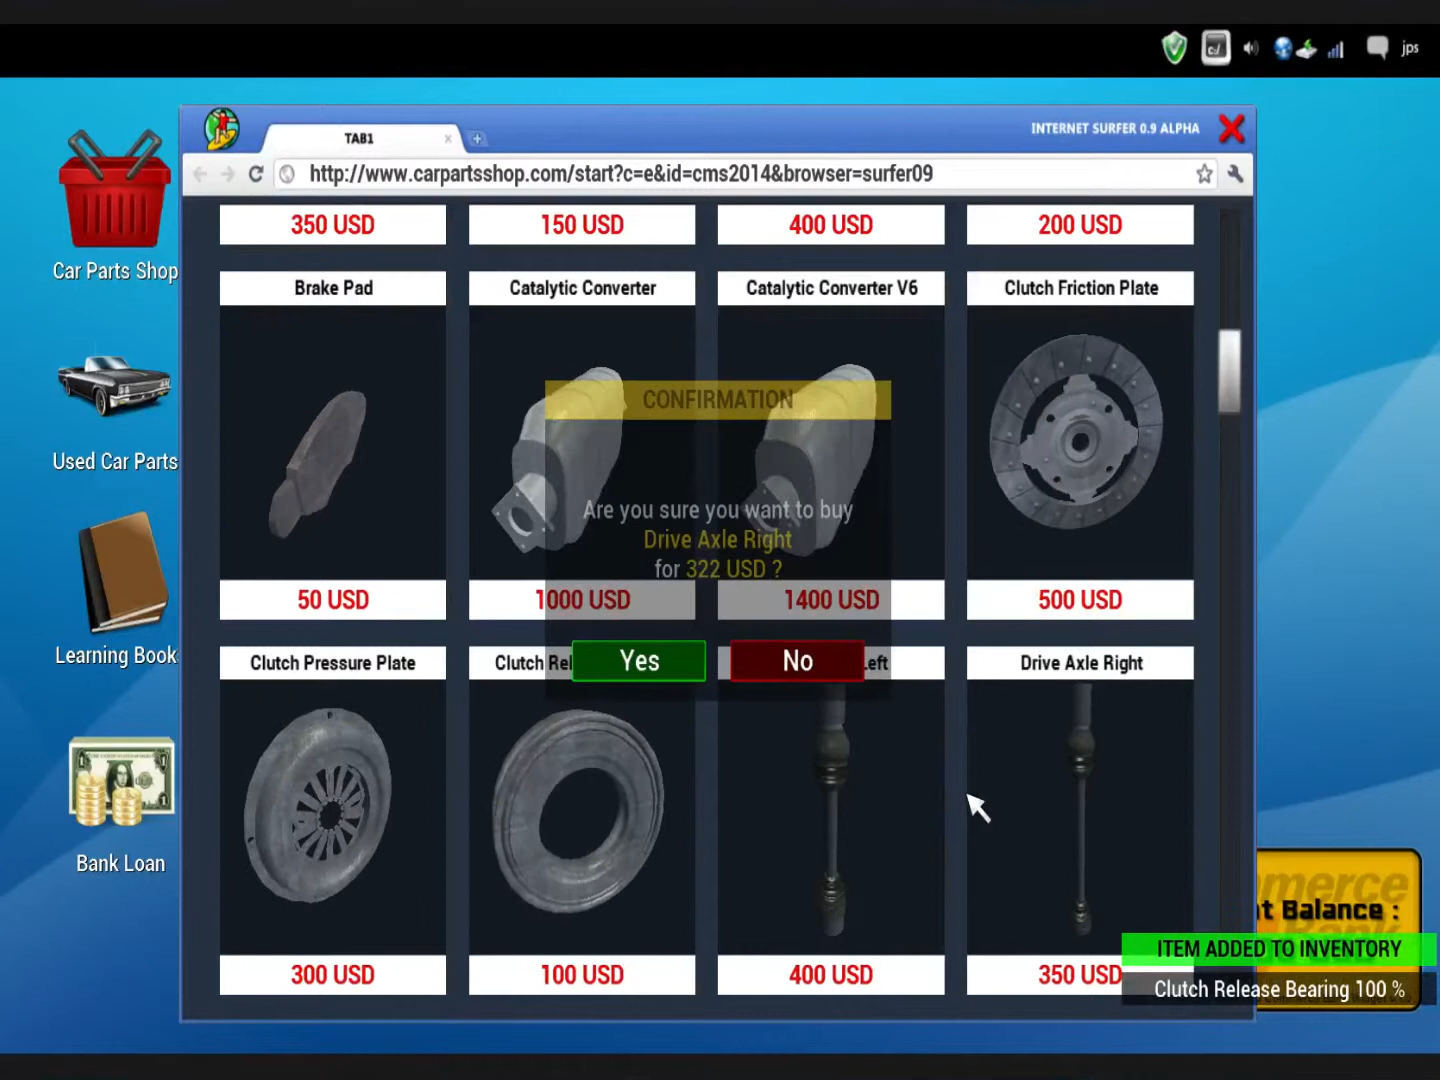 c:/
jps
TAB1
INTERNET SURFER 0.9 ALPHA
http://www.carpartsshop.com/start?c=e&id=cms2014&browser=surfer09
350 USD
150 USD
400 USD
200 USD
Car Parts Shop
Brake Pad
Catalytic Converter
Catalytic Converter V6
Clutch Friction Plate
CONFIRMATION
Used Car Parts
Are you sure you want to buy
Drive Axle Right
for 322 USD ?
50 USD
1000 USD
1400 USD
500 USD
Learning Book
Clutch Pressure Plate
Clutch Rel
Yes
No
Left
Drive Axle Right
Bank Loan
merce
t Balance :
ITEM ADDED TO INVENTORY
300 USD
100 USD
400 USD
350 USD
Clutch Release Bearing 100 %